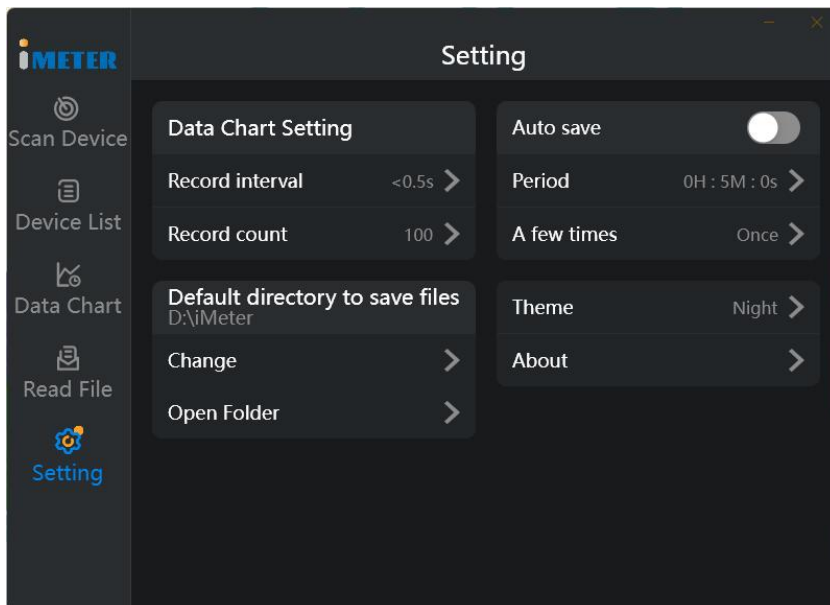 iMETER
Setting
Scan Device
Device List
Data Chart
Read File
Setting
Data Chart Setting
Record interval <0.5s
Record count 100
Default directory to save files
D:\iMeter
Change
Open Folder
Auto save
Period 0H : 5M : 0s
A few times Once
Theme Night
About